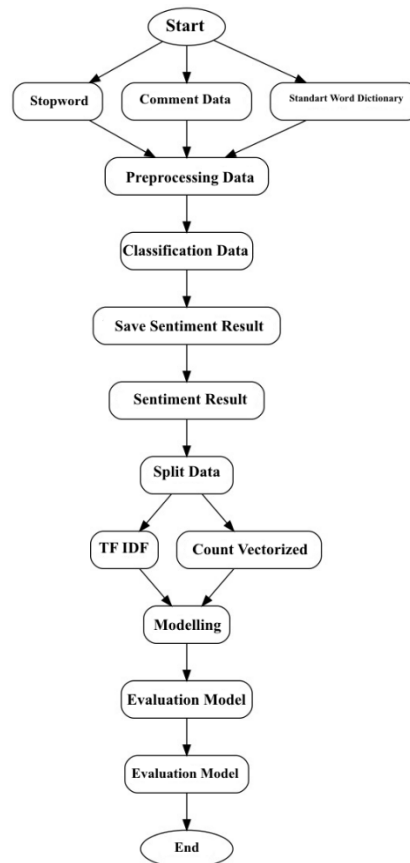 Start
Stopword
Comment Data
Standart Word Dictionary
Preprocessing Data
Classification Data
Save Sentiment Result
Sentiment Result
Split Data
TF IDF
Count Vectorized
Modelling
Evaluation Model
Evaluation Model
End